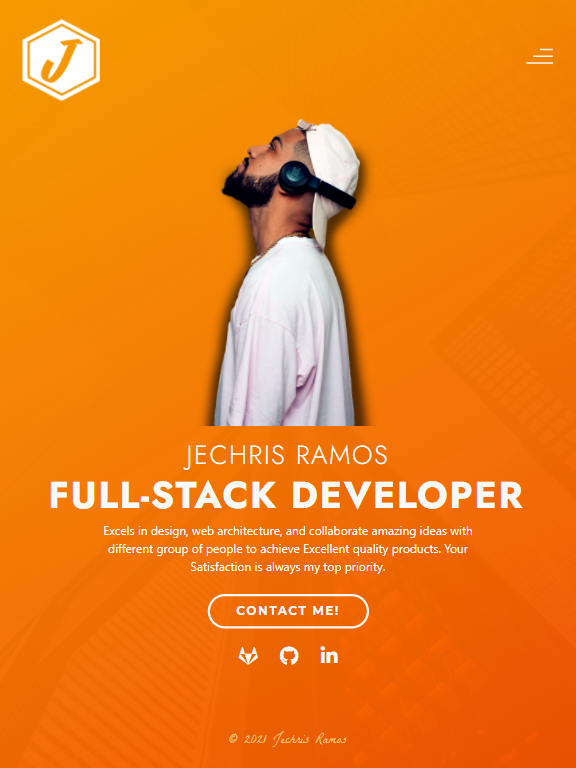 J
JECHRIS RAMOS
FULL-STACK DEVELOPER
Excels in design, web architecture, and collaborate amazing ideas with
different group of people to achieve Excellent quality products. Your
Satisfaction is always my top priority.
CONTACT ME!
in
© 2021 Jechris Ramos